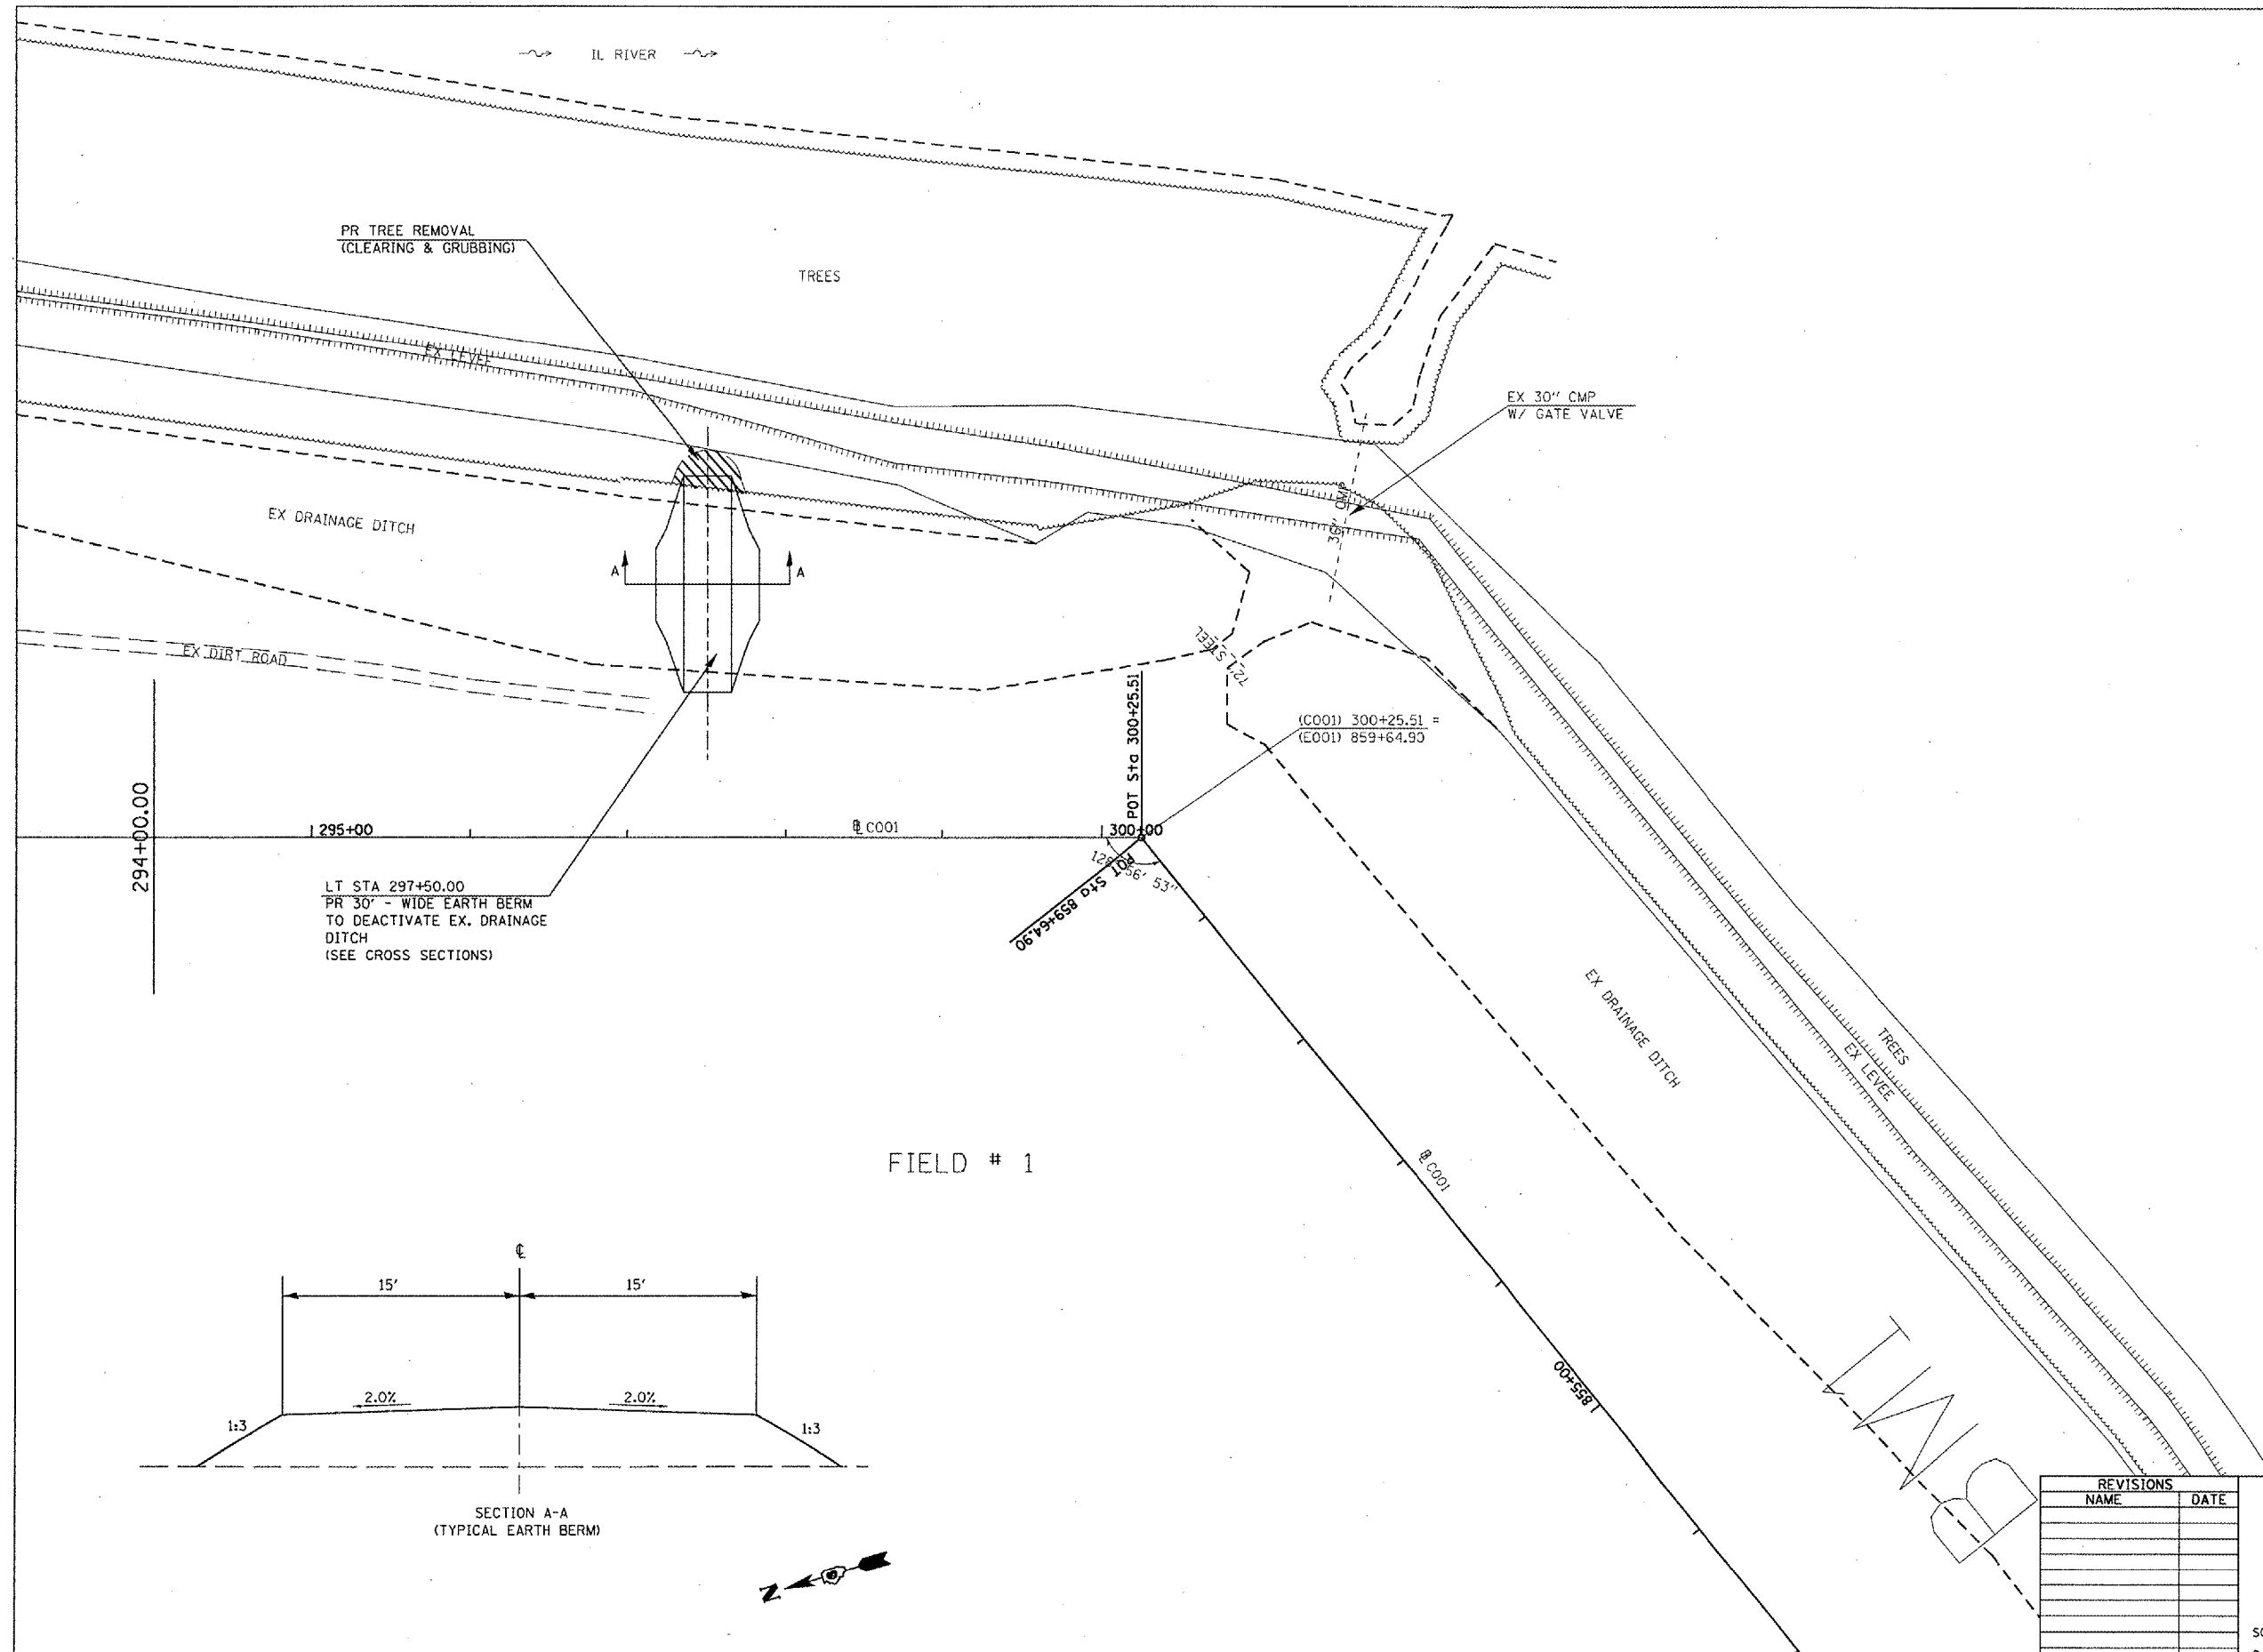 IL RIVER
PR TREE REMOVAL
(CLEARING & GRUBBING)
TREES
EX LEVEE
EX 30" CMP
W/ GATE VALVE
36" CMP
EX DRAINAGE DITCH
A A
EX DIRT ROAD
72" STEEL
POT Sta 300+25.51
(C001) 300+25.51 =
(E001) 859+64.90
294+00.00
295+00
℄ C001
300+00
56' 53"
POT Sta 859+64.90
LT STA 297+50.00
PR 30' - WIDE EARTH BERM
TO DEACTIVATE EX. DRAINAGE
DITCH
(SEE CROSS SECTIONS)
EX DRAINAGE DITCH
TREES
EX LEVEE
FIELD # 1
℄ C001
855+00
BM1
15' 15'
2.0% 2.0%
1:3 1:3
SECTION A-A
(TYPICAL EARTH BERM)
N
REVISIONS
NAME DATE